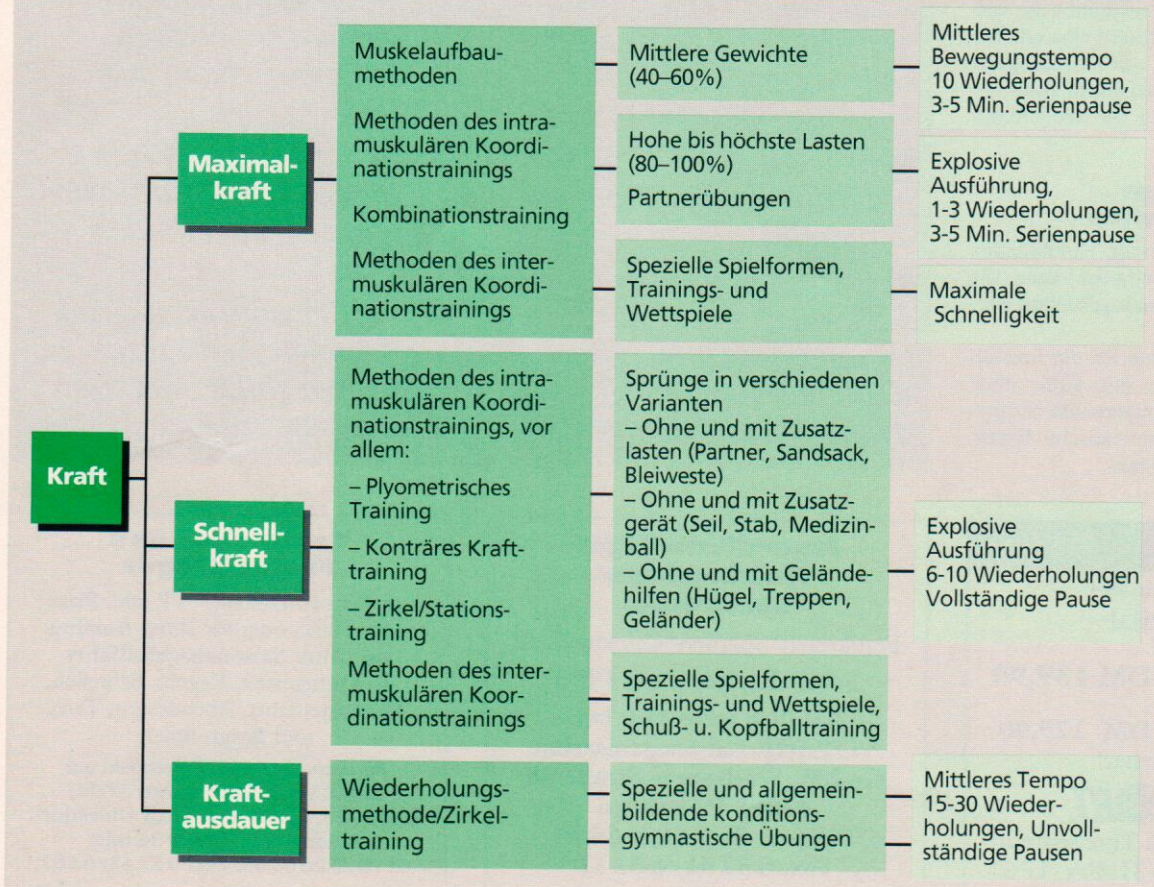 Kraft
Maximal-
kraft
Muskelaufbau-
methoden
Methoden des intra-
muskulären Koordi-
nationstrainings
Kombinationstraining
Methoden des inter-
muskulären Koordi-
nationstrainings
Mittlere Gewichte
(40–60%)
Hohe bis höchste Lasten
(80–100%)
Partnerübungen
Spezielle Spielformen,
Trainings- und
Wettspiele
Mittleres
Bewegungstempo
10 Wiederholungen,
3-5 Min. Serienpause
Explosive
Ausführung,
1-3 Wiederholungen,
3-5 Min. Serienpause
Maximale
Schnelligkeit
Schnell-
kraft
Methoden des intra-
muskulären Koordi-
nationstrainings, vor
allem:
– Plyometrisches
Training
– Konträres Kraft-
training
– Zirkel/Stations-
training
Methoden des inter-
muskulären Koor-
dinationstrainings
Sprünge in verschiedenen
Varianten
– Ohne und mit Zusatz-
lasten (Partner, Sandsack,
Bleiweste)
– Ohne und mit Zusatz-
gerät (Seil, Stab, Medizin-
ball)
– Ohne und mit Gelände-
hilfen (Hügel, Treppen,
Geländer)
Spezielle Spielformen,
Trainings- und Wettspiele,
Schuß- u. Kopfballtraining
Explosive
Ausführung
6-10 Wiederholungen
Vollständige Pause
Kraft-
ausdauer
Wiederholungs-
methode/Zirkel-
training
Spezielle und allgemein-
bildende konditions-
gymnastische Übungen
Mittleres Tempo
15-30 Wieder-
holungen, Unvoll-
ständige Pausen